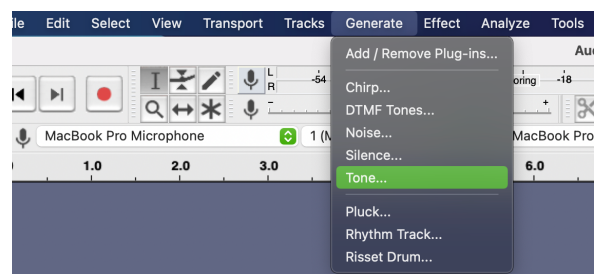 ile Edit Select View Transport Tracks Generate Effect Analyze Tools
Add / Remove Plug-ins...
Au
L
R
-54
oring -18
Chirp...
DTMF Tones...
Noise...
Silence...
Tone...
Pluck...
Rhythm Track...
Risset Drum...
MacBook Pro Microphone
1 (M
MacBook Pro
1.0 2.0 3.0 6.0